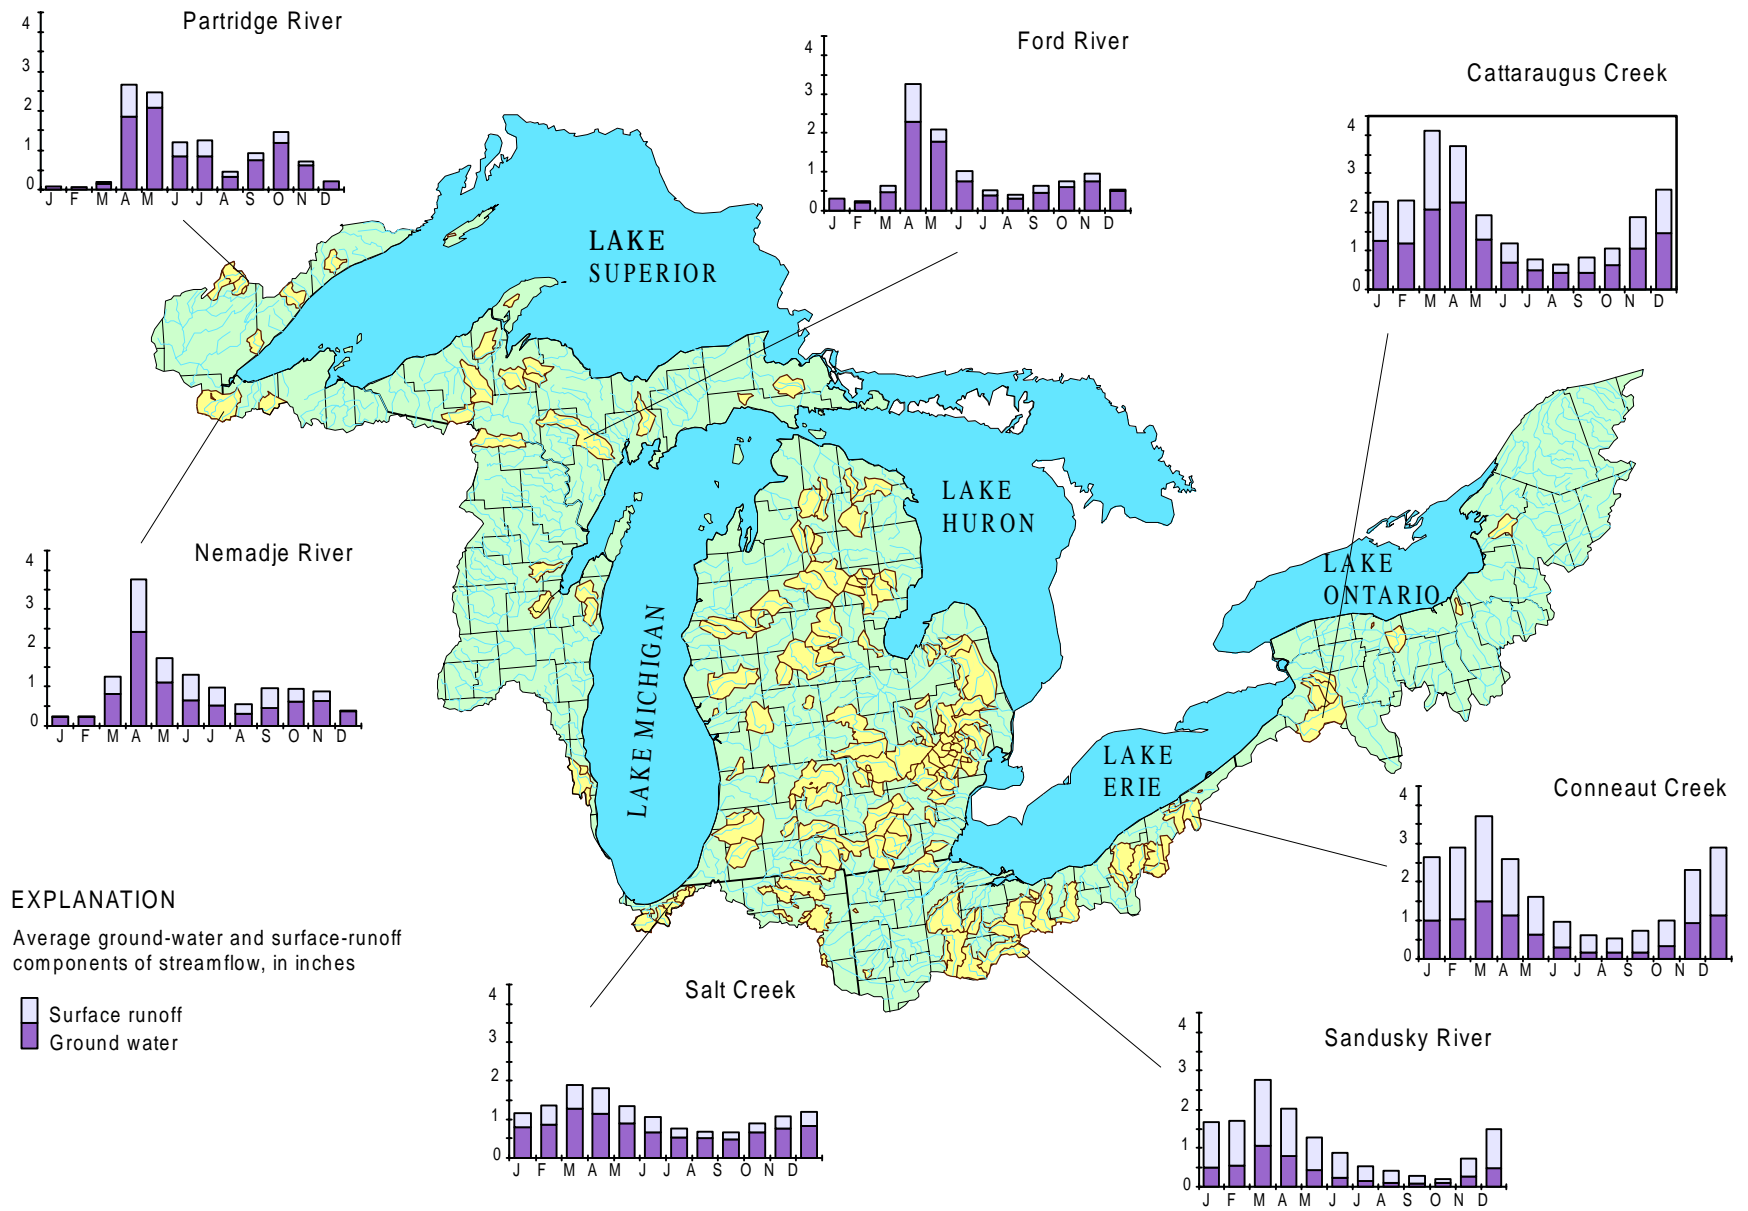 Partridge River
4
3
2
1
0
J F M A M J J A S O N D
Ford River
4
3
2
1
0
J F M A M J J A S O N D
Cattaraugus Creek
4
3
2
1
0
J F M A M J J A S O N D
LAKE
SUPERIOR
LAKE
HURON
LAKE
ONTARIO
LAKE MICHIGAN
LAKE
ERIE
Nemadje River
4
3
2
1
0
J F M A M J J A S O N D
Conneaut Creek
4
3
2
1
0
J F M A M J J A S O N D
EXPLANATION
Average ground-water and surface-runoff
components of streamflow, in inches
Surface runoff
Ground water
Salt Creek
4
3
2
1
0
J F M A M J J A S O N D
Sandusky River
4
3
2
1
0
J F M A M J J A S O N D